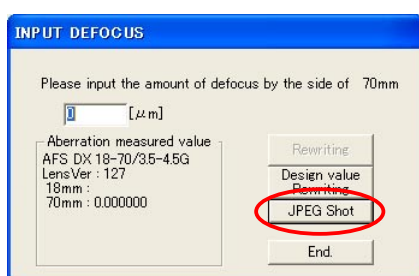 INPUT DEFOCUS
Please input the amount of defocus by the side of 70mm
0 [μm]
Aberration measured value
AFS DX 18-70/3.5-4.5G
LensVer : 127
18mm :
70mm : 0.000000
Rewriting
Design value
Rewriting
JPEG Shot
End.